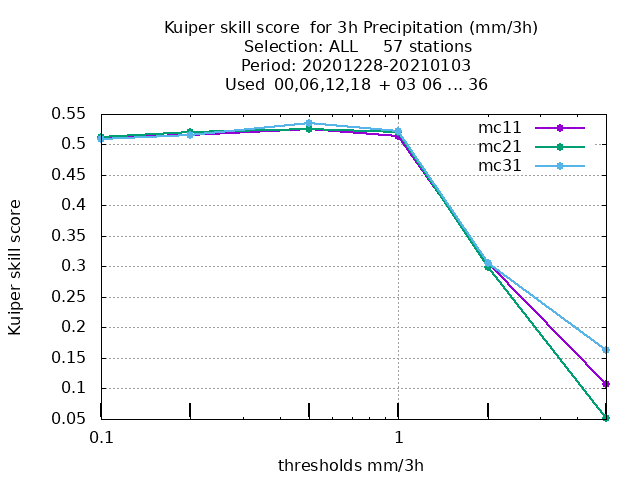 Kuiper skill score  for 3h Precipitation (mm/3h)
Selection: ALL     57 stations
Period: 20201228-20210103
Used  00,06,12,18  + 03 06 ... 36
0.55
0.5
0.45
0.4
0.35
0.3
0.25
0.2
0.15
0.1
0.05
Kuiper skill score
mc11
mc21
mc31
0.1 1
thresholds mm/3h